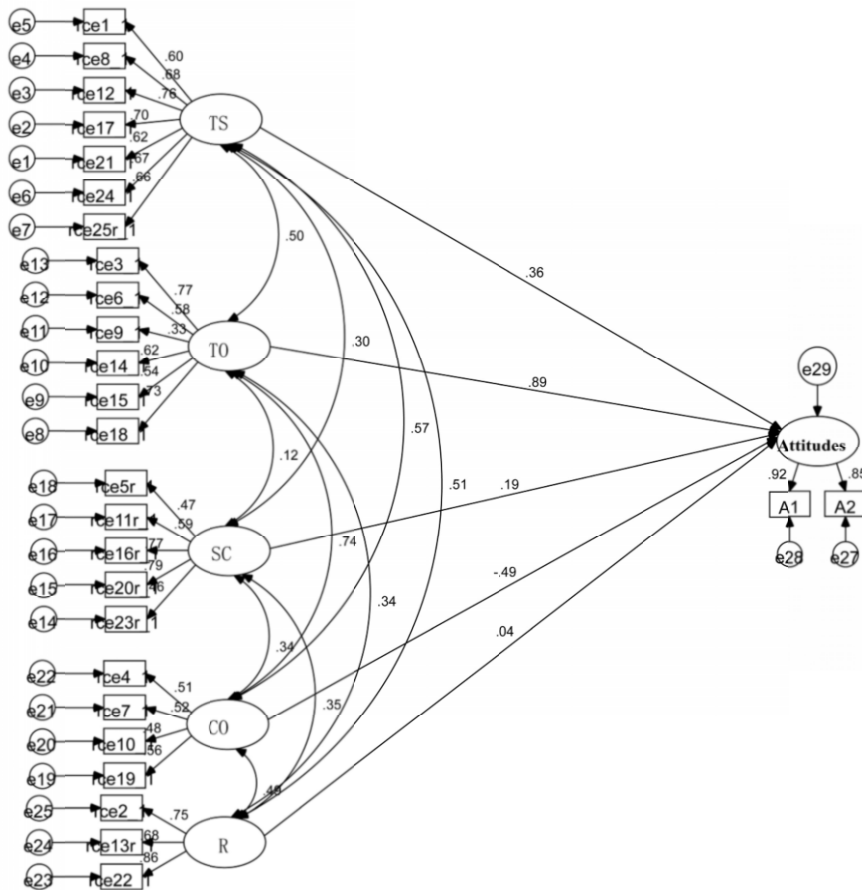 e5 rce1 .60
e4 rce8_ .68
e3 rce12 .76
e2 rce17 .70
TS
e1 rce21 .62
e6 rce24 .67
e7 rce25r_1 .66
.50
.36
e13 rce3 .77
e12 rce6 .58
e11 rce9 .33
.30
TO
e10 rce14 .62
e9 rce15 .54
e8 rce18 .73
.89
e29
.57
Attitudes
.12
.92 .85
e18 rce5r .47
.51 .19
A1 A2
e17 rce11r .59
e16 rce16r .77
SC
.74
e28 e27
e15 rce20r .79
-.49
e14 rce23r .46
.34
.04
.34
e22 rce4 .51
e21 rce7 .52
.35
CO
e20 rce10 .48
e19 rce19 .56
e25 rce2 .75
e24 rce13r .68
R
e23 rce22 .86